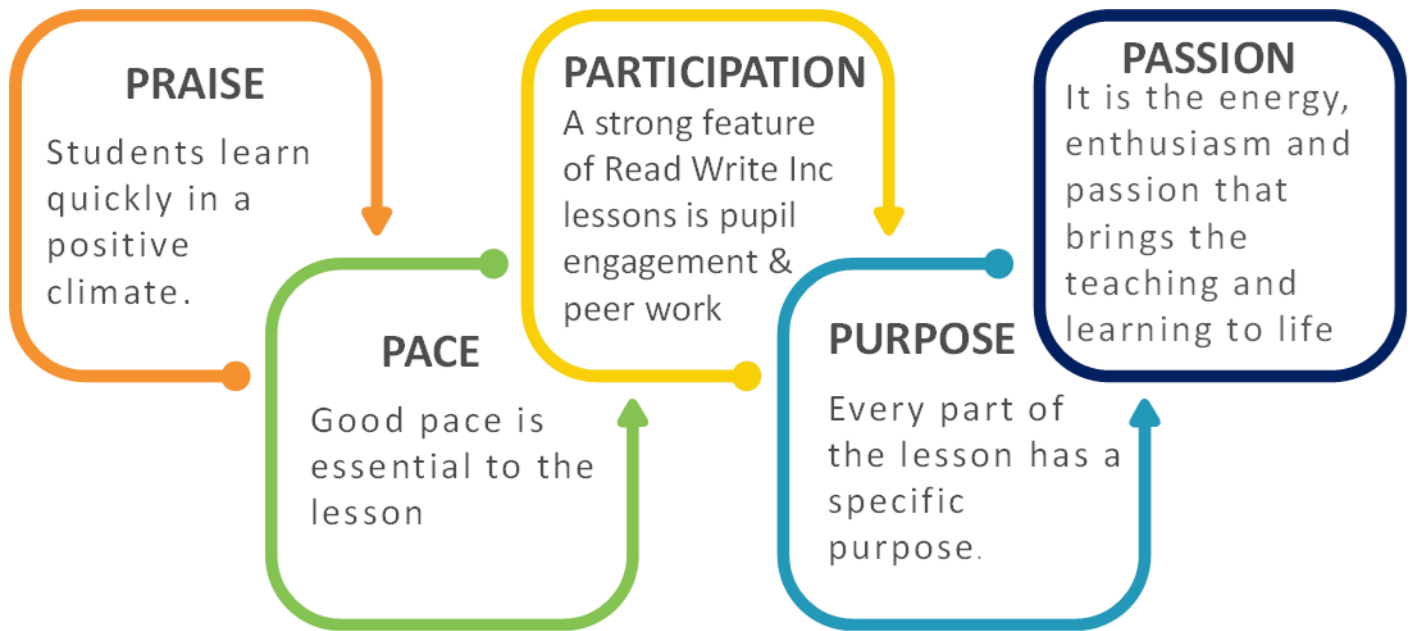 PRAISE
Students learn
quickly in a
positive
climate.
PACE
Good pace is
essential to the
lesson
PARTICIPATION
A strong feature
of Read Write Inc
lessons is pupil
engagement &
peer work
PURPOSE
Every part of
the lesson has a
specific
purpose.
PASSION
It is the energy,
enthusiasm and
passion that
brings the
teaching and
learning to life